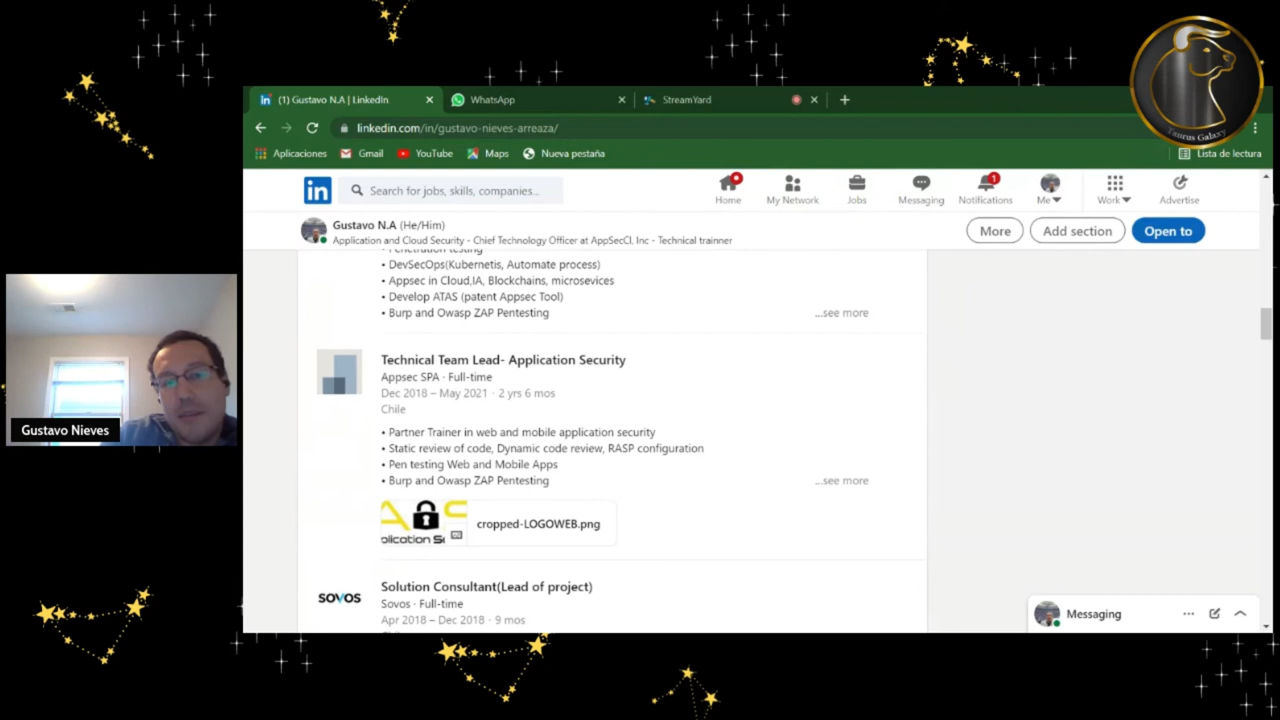 Taurus Galaxy
(1) Gustavo N.A | LinkedIn
WhatsApp
StreamYard
linkedin.com/in/gustavo-nieves-arreaza/
Aplicaciones
Gmail
YouTube
Maps
Nueva pestaña
Lista de lectura
in
Search for jobs, skills, companies...
Home
My Network
Jobs
Messaging
1
Notifications
Me
Work
Advertise
Gustavo N.A (He/Him)
Application and Cloud Security - Chief Technology Officer at AppSecCl, Inc - Technical trainner
More
Add section
Open to
• Penetration testing
• DevSecOps(Kubernetis, Automate process)
• Appsec in Cloud,IA, Blockchains, microsevices
• Develop ATAS (patent Appsec Tool)
• Burp and Owasp ZAP Pentesting
...see more
Technical Team Lead- Application Security
Appsec SPA · Full-time
Dec 2018 – May 2021 · 2 yrs 6 mos
Chile
• Partner Trainer in web and mobile application security
• Static review of code, Dynamic code review, RASP configuration
• Pen testing Web and Mobile Apps
• Burp and Owasp ZAP Pentesting
...see more
cropped-LOGOWEB.png
SOVOS
Solution Consultant(Lead of project)
Sovos · Full-time
Apr 2018 – Dec 2018 · 9 mos
Messaging
Gustavo Nieves